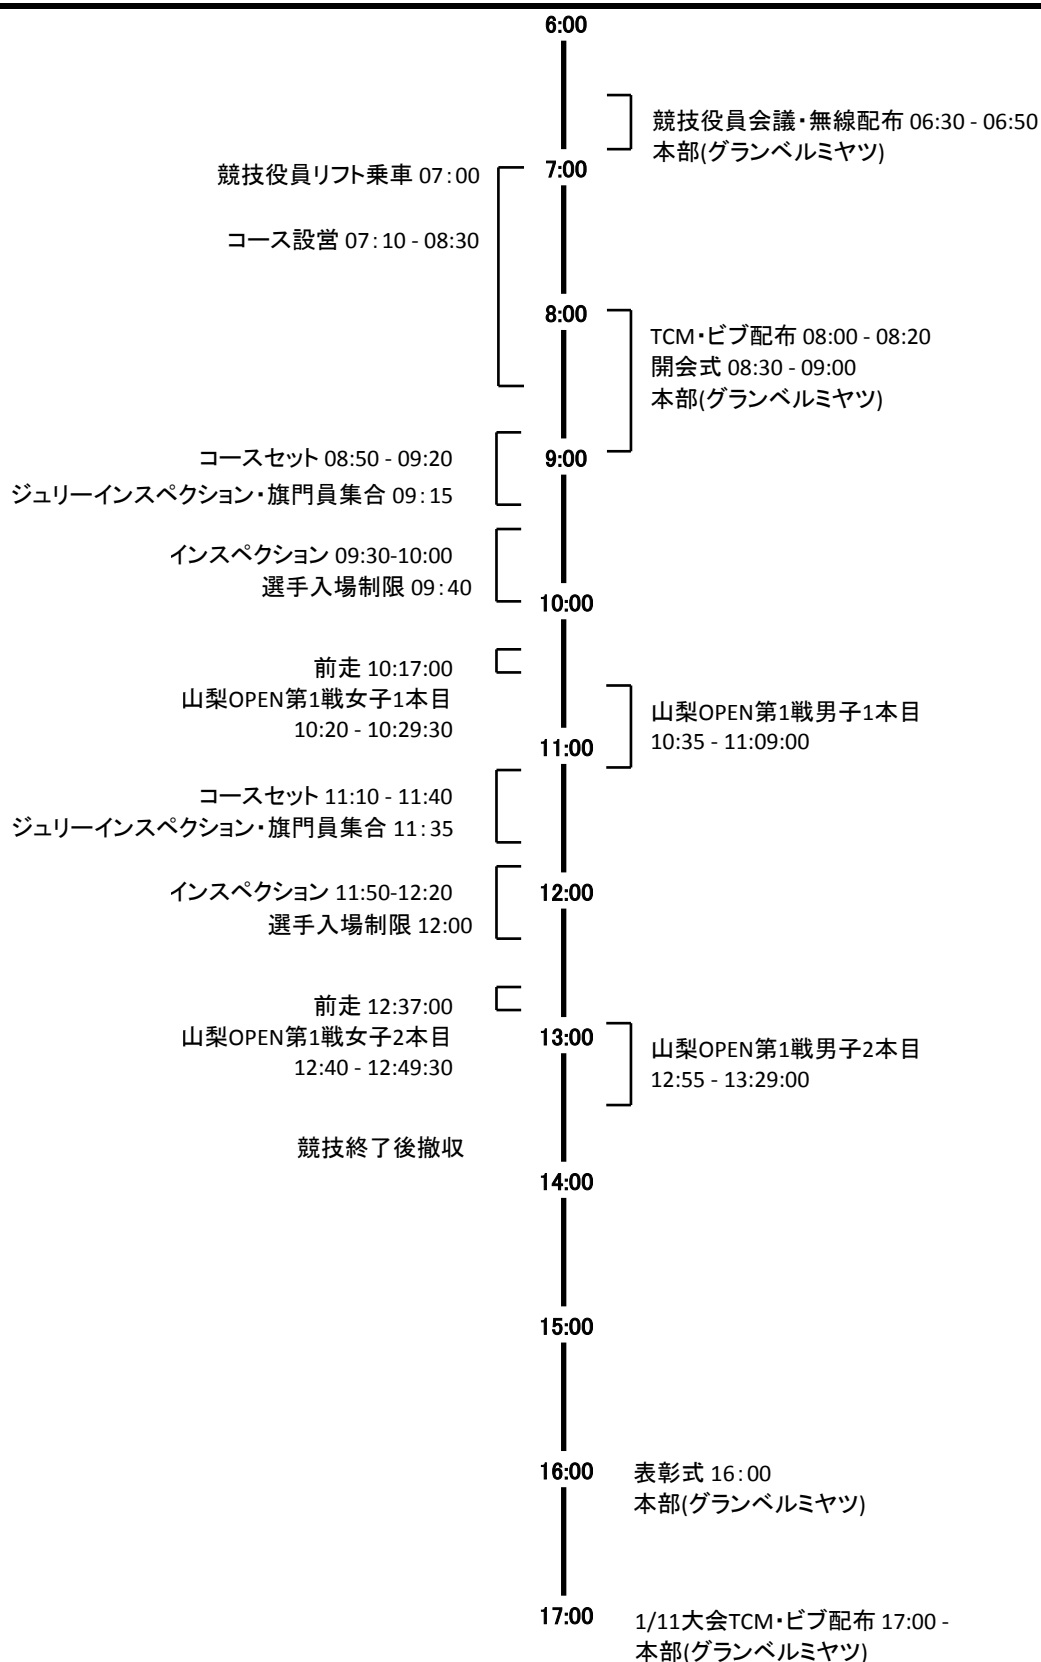 6:00
競技役員会議・無線配布 06:30 - 06:50
本部(グランベルミヤツ)
競技役員リフト乗車 07:00
7:00
コース設営 07:10 - 08:30
8:00
TCM・ビブ配布 08:00 - 08:20
開会式 08:30 - 09:00
本部(グランベルミヤツ)
コースセット 08:50 - 09:20
9:00
ジュリーインスペクション・旗門員集合 09:15
インスペクション 09:30-10:00
選手入場制限 09:40
10:00
前走 10:17:00
山梨OPEN第1戦女子1本目
10:20 - 10:29:30
山梨OPEN第1戦男子1本目
10:35 - 11:09:00
11:00
コースセット 11:10 - 11:40
ジュリーインスペクション・旗門員集合 11:35
インスペクション 11:50-12:20
12:00
選手入場制限 12:00
前走 12:37:00
山梨OPEN第1戦女子2本目
12:40 - 12:49:30
13:00
山梨OPEN第1戦男子2本目
12:55 - 13:29:00
競技終了後撤収
14:00
15:00
16:00
表彰式 16:00
本部(グランベルミヤツ)
17:00
1/11大会TCM・ビブ配布 17:00 -
本部(グランベルミヤツ)